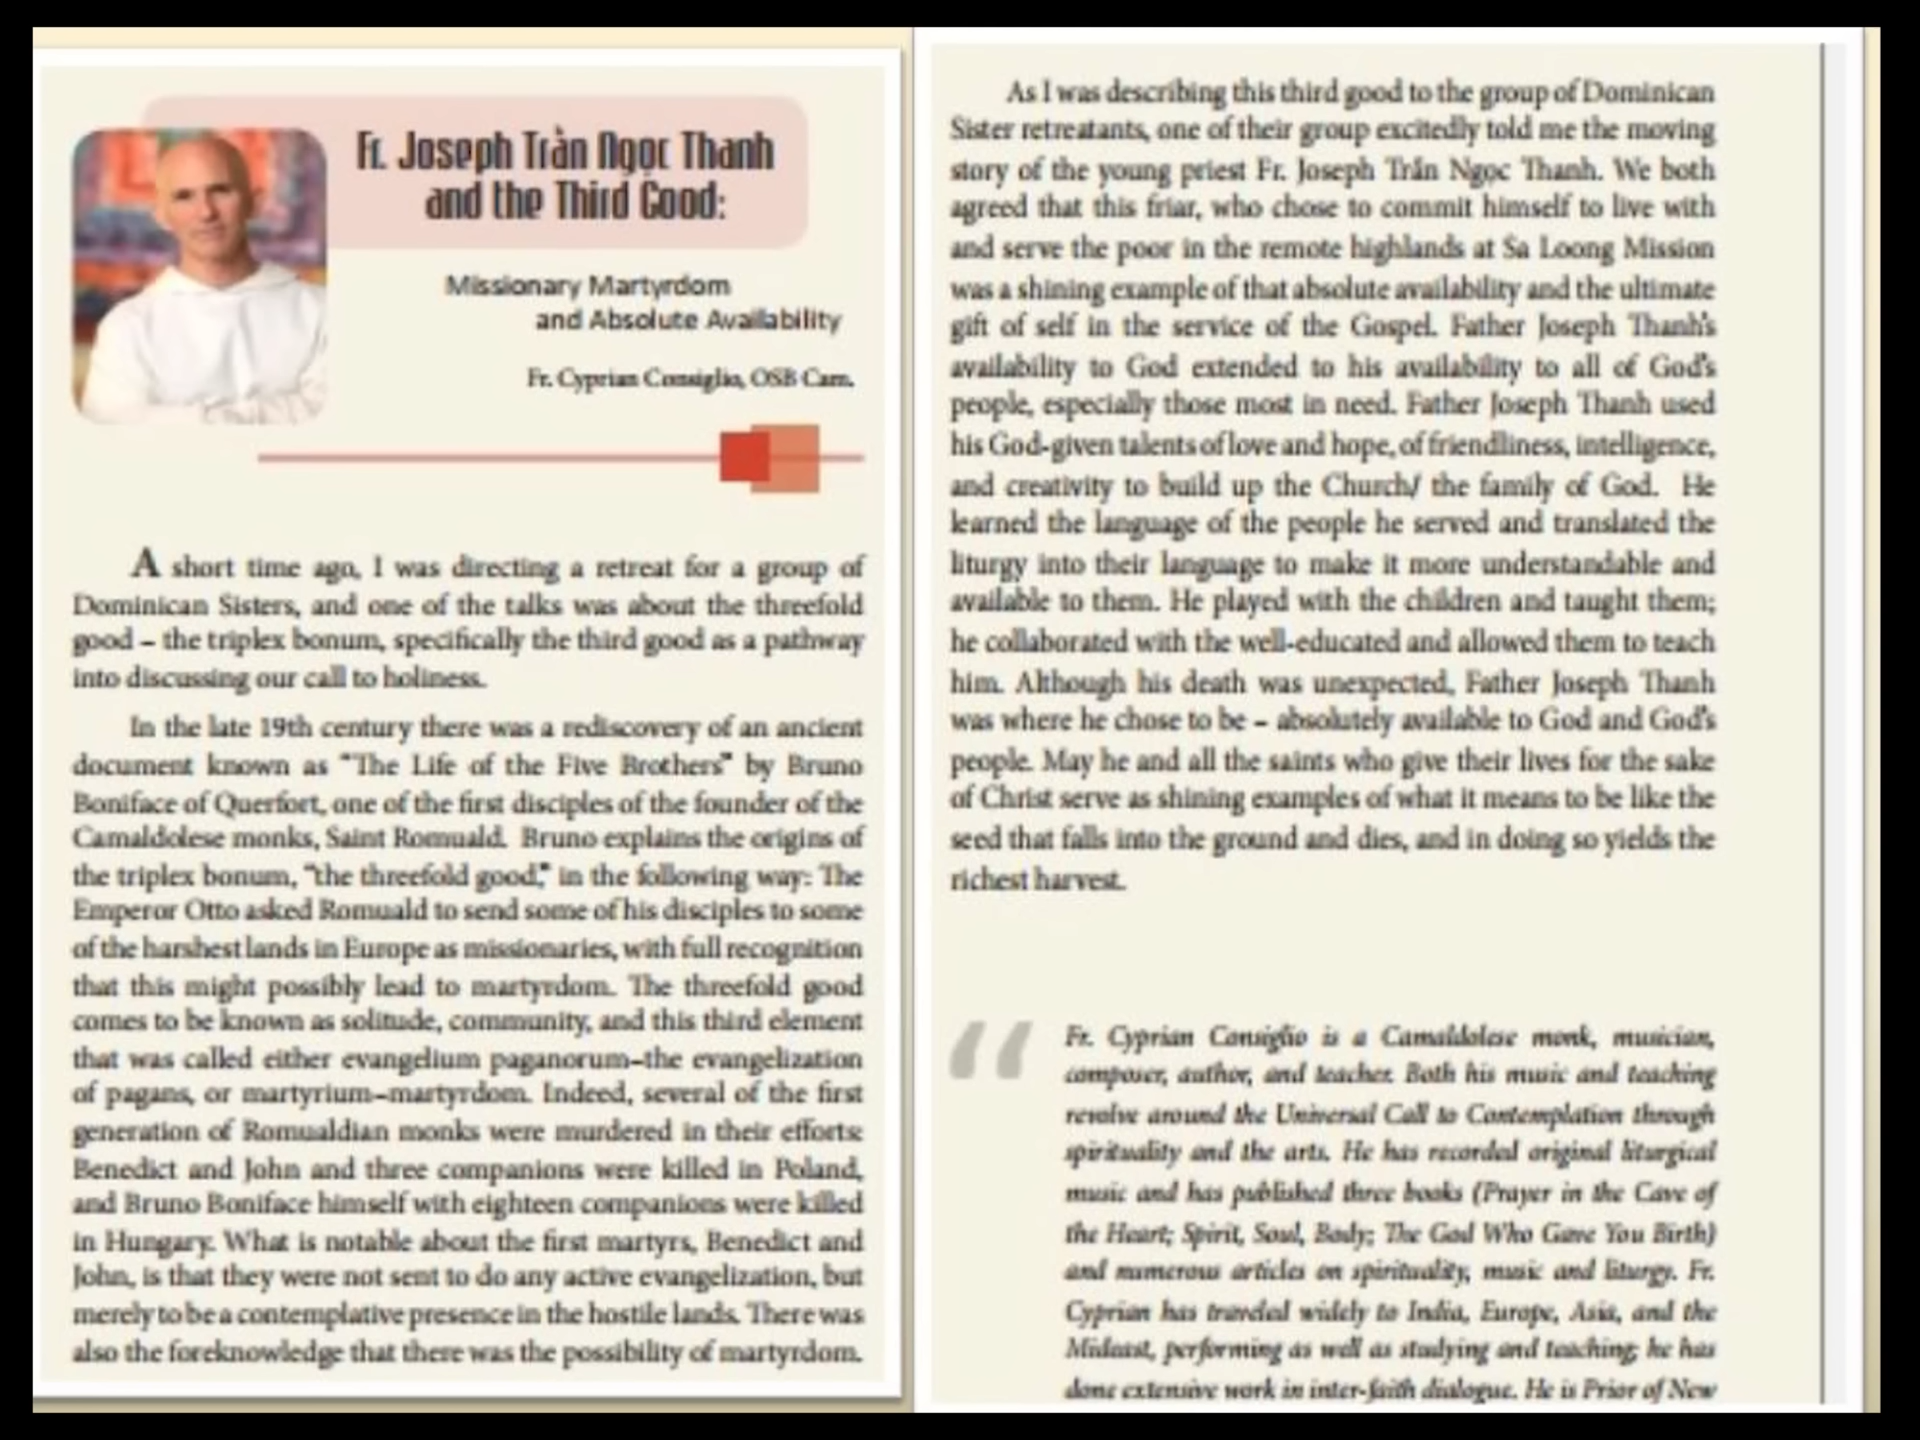 Fr. Joseph Trần Ngọc Thanh
and the Third Good:
Missionary Martyrdom
and Absolute Availability
Fr. Cyprian Consiglio, OSB Cam.
A short time ago, I was directing a retreat for a group of
Dominican Sisters, and one of the talks was about the threefold
good – the triplex bonum, specifically the third good as a pathway
into discussing our call to holiness.
In the late 19th century there was a rediscovery of an ancient
document known as “The Life of the Five Brothers” by Bruno
Boniface of Querfort, one of the first disciples of the founder of the
Camaldolese monks, Saint Romuald. Bruno explains the origins of
the triplex bonum, “the threefold good,” in the following way: The
Emperor Otto asked Romuald to send some of his disciples to some
of the harshest lands in Europe as missionaries, with full recognition
that this might possibly lead to martyrdom. The threefold good
comes to be known as solitude, community, and this third element
that was called either evangelium paganorum–the evangelization
of pagans, or martyrium–martyrdom. Indeed, several of the first
generation of Romualdian monks were murdered in their efforts:
Benedict and John and three companions were killed in Poland,
and Bruno Boniface himself with eighteen companions were killed
in Hungary. What is notable about the first martyrs, Benedict and
John, is that they were not sent to do any active evangelization, but
merely to be a contemplative presence in the hostile lands. There was
also the foreknowledge that there was the possibility of martyrdom.
As I was describing this third good to the group of Dominican
Sister retreatants, one of their group excitedly told me the moving
story of the young priest Fr. Joseph Trần Ngọc Thanh. We both
agreed that this friar, who chose to commit himself to live with
and serve the poor in the remote highlands at Sa Loong Mission
was a shining example of that absolute availability and the ultimate
gift of self in the service of the Gospel. Father Joseph Thanh’s
availability to God extended to his availability to all of God’s
people, especially those most in need. Father Joseph Thanh used
his God-given talents of love and hope, of friendliness, intelligence,
and creativity to build up the Church/ the family of God. He
learned the language of the people he served and translated the
liturgy into their language to make it more understandable and
available to them. He played with the children and taught them;
he collaborated with the well-educated and allowed them to teach
him. Although his death was unexpected, Father Joseph Thanh
was where he chose to be – absolutely available to God and God’s
people. May he and all the saints who give their lives for the sake
of Christ serve as shining examples of what it means to be like the
seed that falls into the ground and dies, and in doing so yields the
richest harvest.
“
Fr. Cyprian Consiglio is a Camaldolese monk, musician,
composer, author, and teacher. Both his music and teaching
revolve around the Universal Call to Contemplation through
spirituality and the arts. He has recorded original liturgical
music and has published three books (Prayer in the Cave of
the Heart; Spirit, Soul, Body; The God Who Gave You Birth)
and numerous articles on spirituality, music and liturgy. Fr.
Cyprian has traveled widely to India, Europe, Asia, and the
Mideast, performing as well as studying and teaching; he has
done extensive work in inter-faith dialogue. He is Prior of New